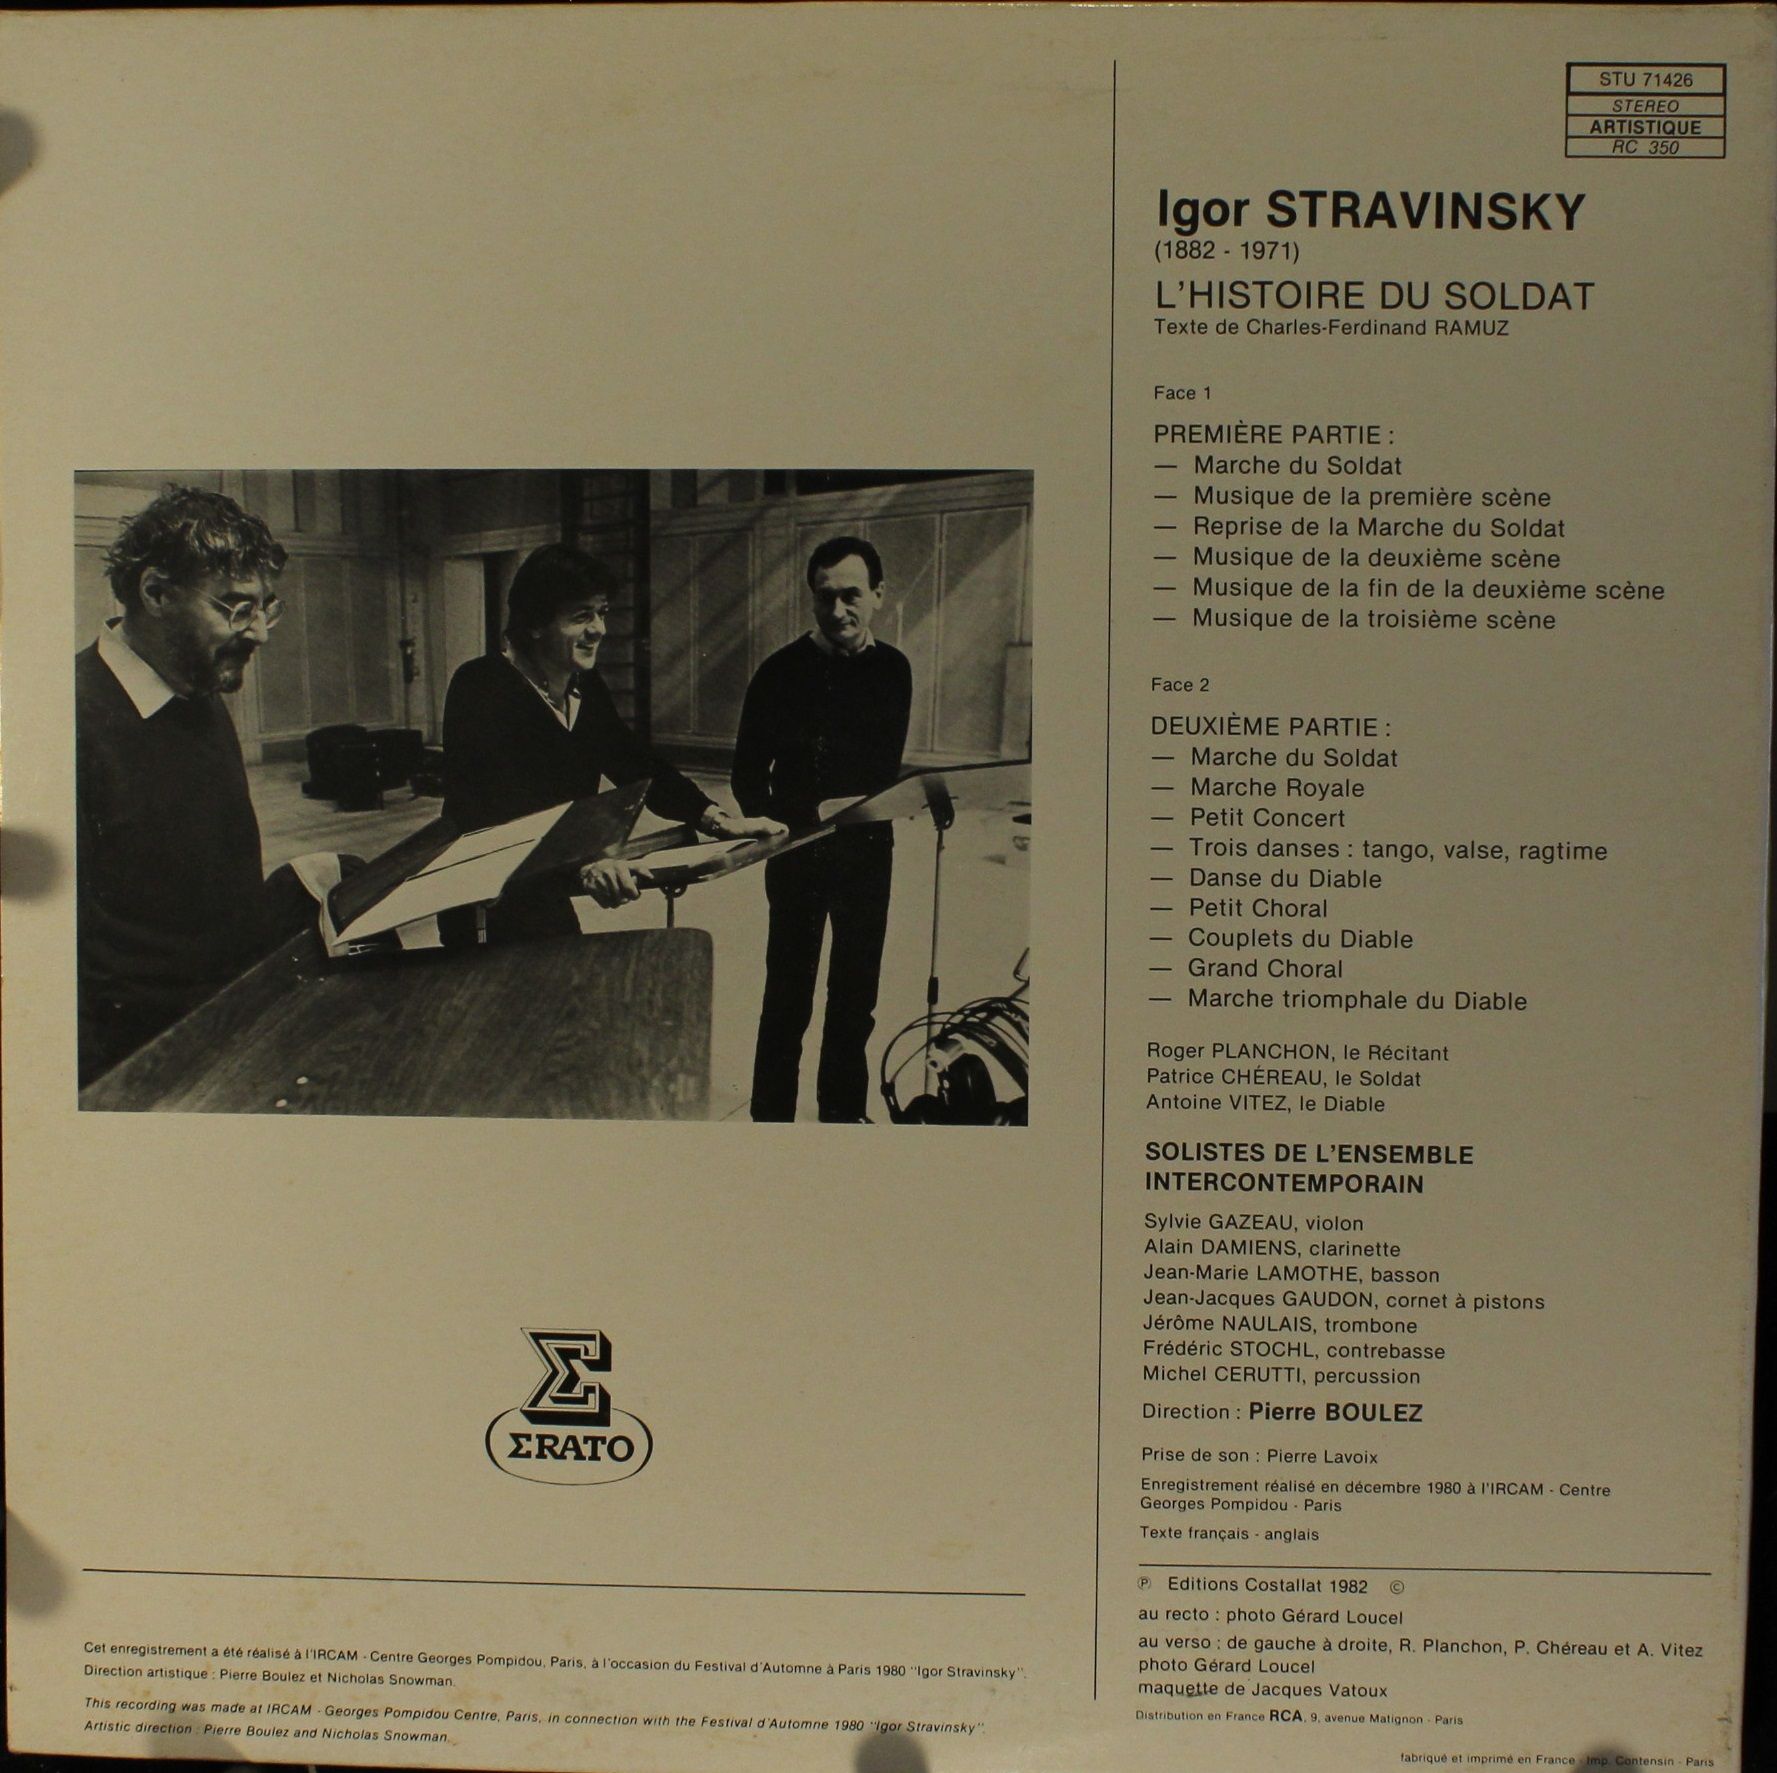 STU 71426
STEREO
ARTISTIQUE
RC 350
Igor STRAVINSKY
(1882 - 1971)
L'HISTOIRE DU SOLDAT
Texte de Charles-Ferdinand RAMUZ
Face 1
PREMIÈRE PARTIE :
— Marche du Soldat
— Musique de la première scène
— Reprise de la Marche du Soldat
— Musique de la deuxième scène
— Musique de la fin de la deuxième scène
— Musique de la troisième scène
Face 2
DEUXIÈME PARTIE :
— Marche du Soldat
— Marche Royale
— Petit Concert
— Trois danses : tango, valse, ragtime
— Danse du Diable
— Petit Choral
— Couplets du Diable
— Grand Choral
— Marche triomphale du Diable
Roger PLANCHON, le Récitant
Patrice CHÉREAU, le Soldat
Antoine VITEZ, le Diable
SOLISTES DE L'ENSEMBLE
INTERCONTEMPORAIN
Sylvie GAZEAU, violon
Alain DAMIENS, clarinette
Jean-Marie LAMOTHE, basson
Jean-Jacques GAUDON, cornet à pistons
Jérôme NAULAIS, trombone
Frédéric STOCHL, contrebasse
Michel CERUTTI, percussion
Direction : Pierre BOULEZ
Prise de son : Pierre Lavoix
Enregistrement réalisé en décembre 1980 à l'IRCAM - Centre
Georges Pompidou - Paris
Texte français - anglais
℗ Editions Costallat 1982 ©
au recto : photo Gérard Loucel
au verso : de gauche à droite, R. Planchon, P. Chéreau et A. Vitez
photo Gérard Loucel
maquette de Jacques Vatoux
Distribution en France RCA, 9, avenue Matignon - Paris
fabriqué et imprimé en France - Imp. Contensin - Paris
ΣRATO
Cet enregistrement a été réalisé à l'IRCAM - Centre Georges Pompidou, Paris, à l'occasion du Festival d'Automne à Paris 1980 "Igor Stravinsky".
Direction artistique : Pierre Boulez et Nicholas Snowman.
This recording was made at IRCAM - Georges Pompidou Centre, Paris, in connection with the Festival d'Automne 1980 "Igor Stravinsky".
Artistic direction : Pierre Boulez and Nicholas Snowman.